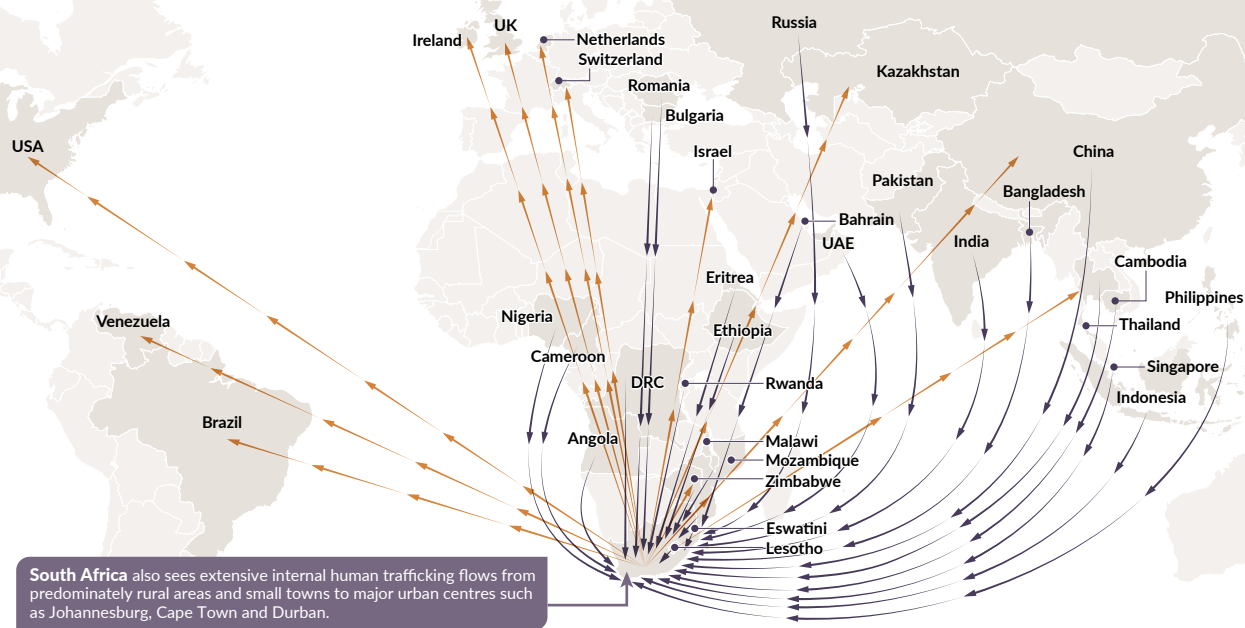 Russia
UK
Ireland
Netherlands
Switzerland
Kazakhstan
Romania
Bulgaria
USA
Israel
China
Pakistan
Bangladesh
Bahrain
UAE
India
Cambodia
Eritrea
Philippines
Nigeria
Venezuela
Ethiopia
Thailand
Cameroon
Singapore
DRC
Rwanda
Indonesia
Brazil
Angola
Malawi
Mozambique
Zimbabwe
Eswatini
Lesotho
South Africa also sees extensive internal human trafficking flows from
predominately rural areas and small towns to major urban centres such
as Johannesburg, Cape Town and Durban.